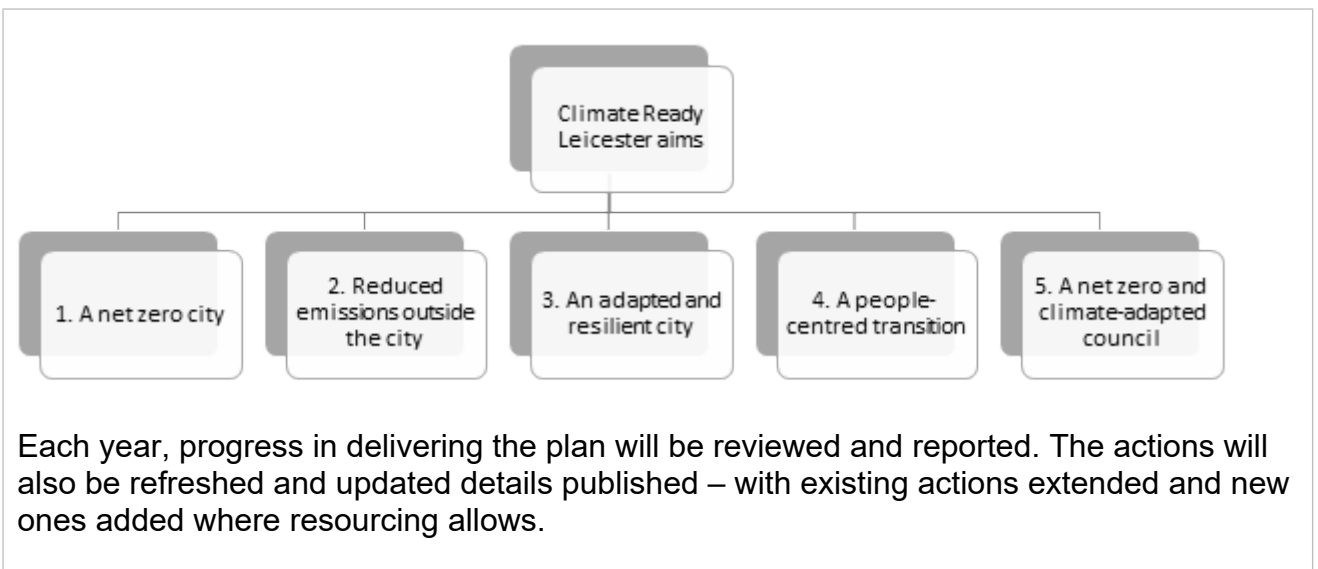 Climate Ready
Leicester aims
1. A net zero city
2. Reduced
emissions outside
the city
3. An adapted and
resilient city
4. A people-
centred transition
5. A net zero and
climate-adapted
council
Each year, progress in delivering the plan will be reviewed and reported. The actions will
also be refreshed and updated details published – with existing actions extended and new
ones added where resourcing allows.